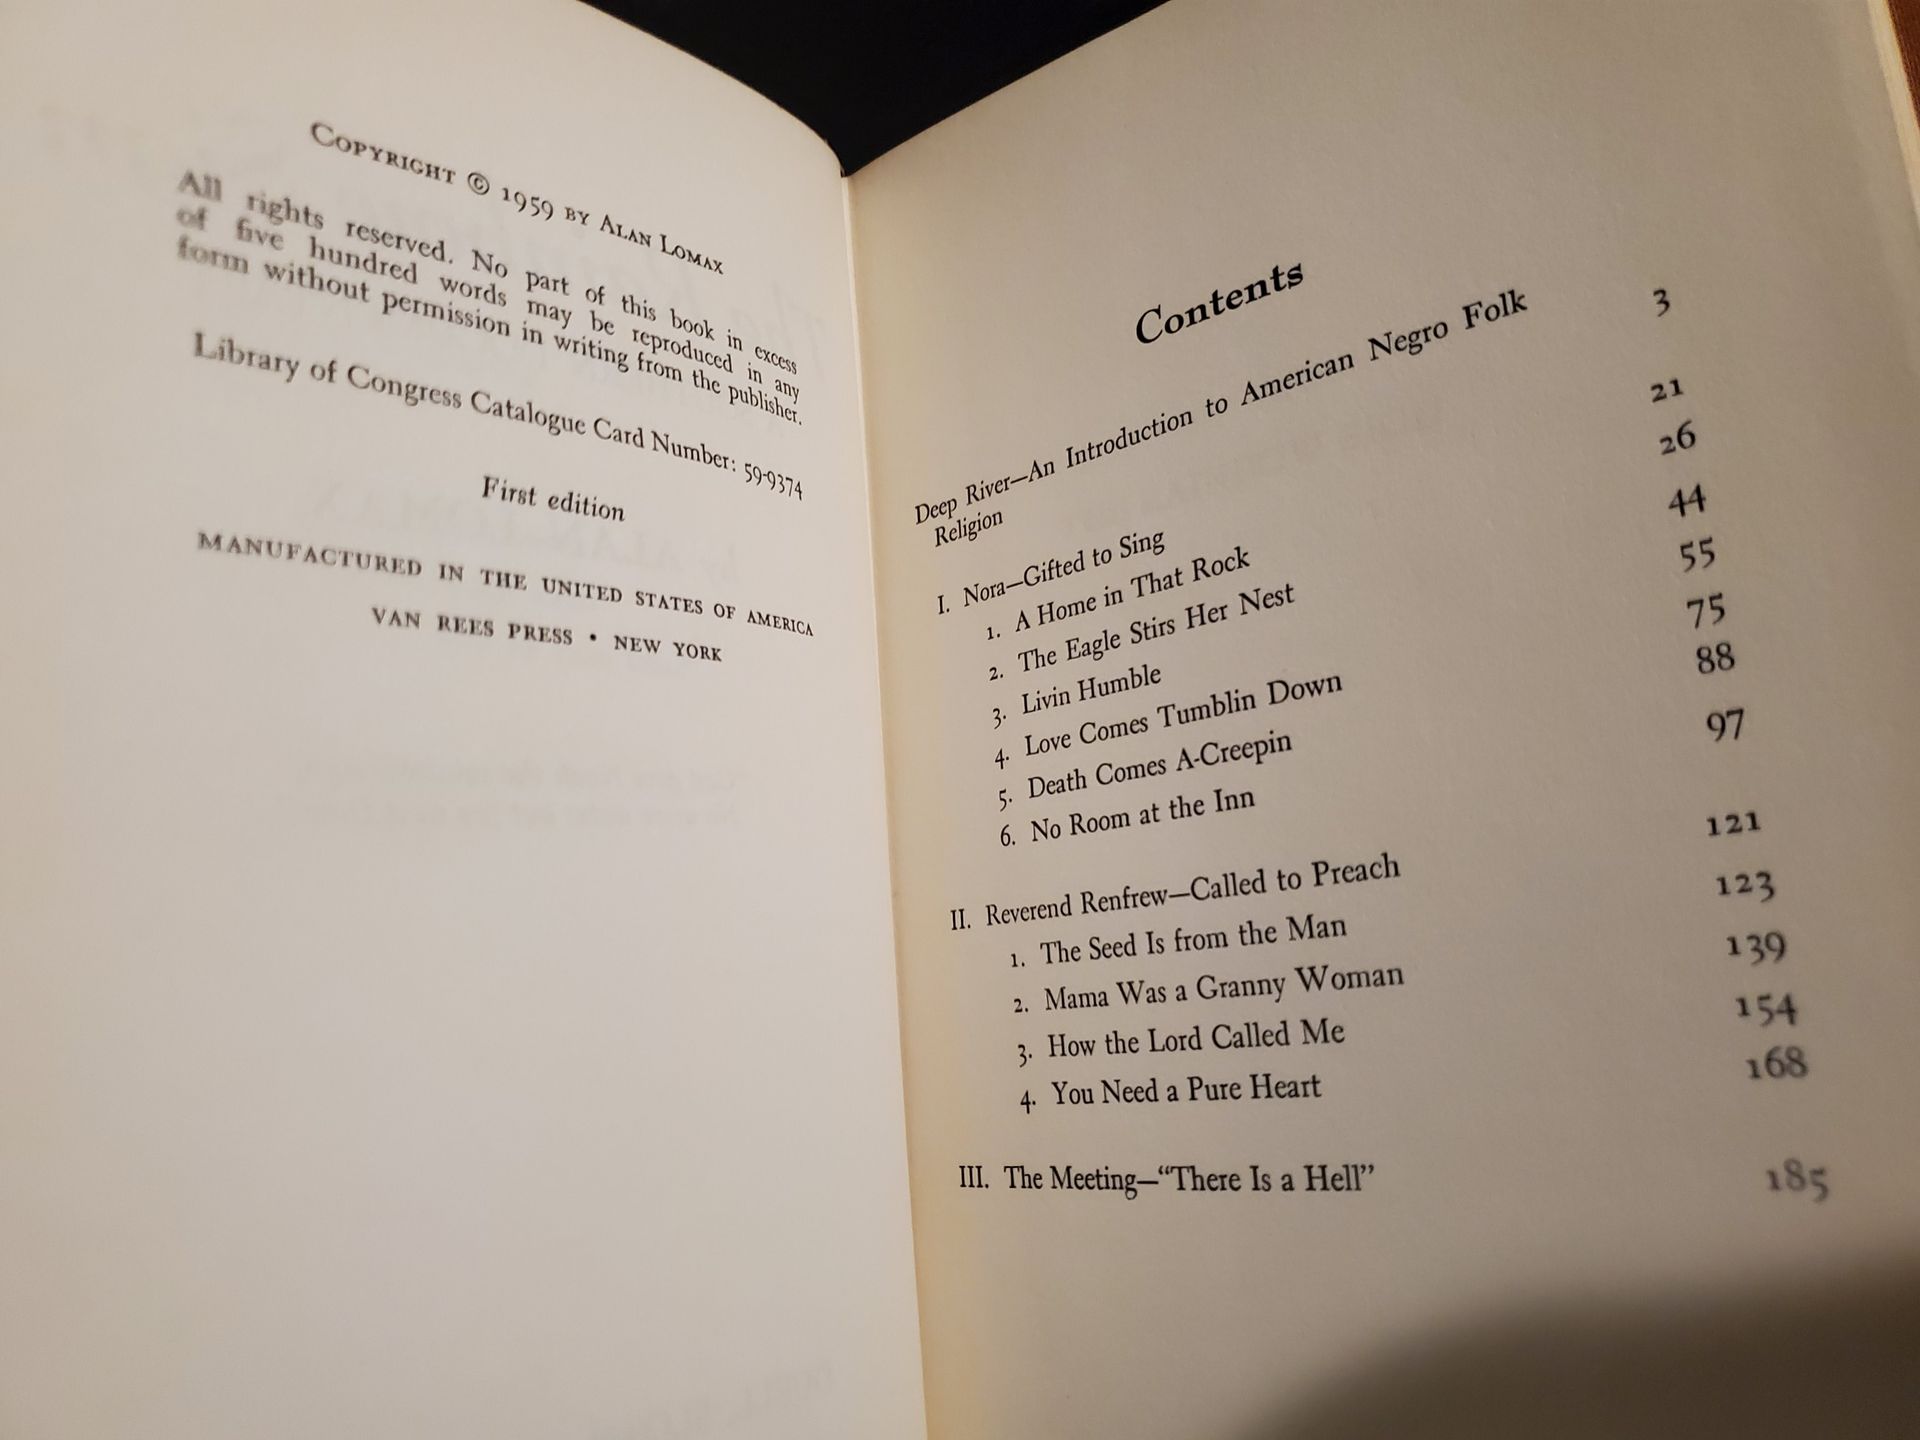 Copyright © 1959 by Alan Lomax
All rights reserved. No part of this book in excess
of five hundred words may be reproduced in any
form without permission in writing from the publisher.
Library of Congress Catalogue Card Number: 59-9374
First edition
MANUFACTURED IN THE UNITED STATES OF AMERICA
VAN REES PRESS • NEW YORK
Contents
Deep River—An Introduction to American Negro Folk
Religion 3
I. Nora—Gifted to Sing 21
1. A Home in That Rock 26
2. The Eagle Stirs Her Nest 44
3. Livin Humble 55
4. Love Comes Tumblin Down 75
5. Death Comes A-Creepin 88
6. No Room at the Inn 97
II. Reverend Renfrew—Called to Preach 121
1. The Seed Is from the Man 123
2. Mama Was a Granny Woman 139
3. How the Lord Called Me 154
4. You Need a Pure Heart 168
III. The Meeting—“There Is a Hell” 185